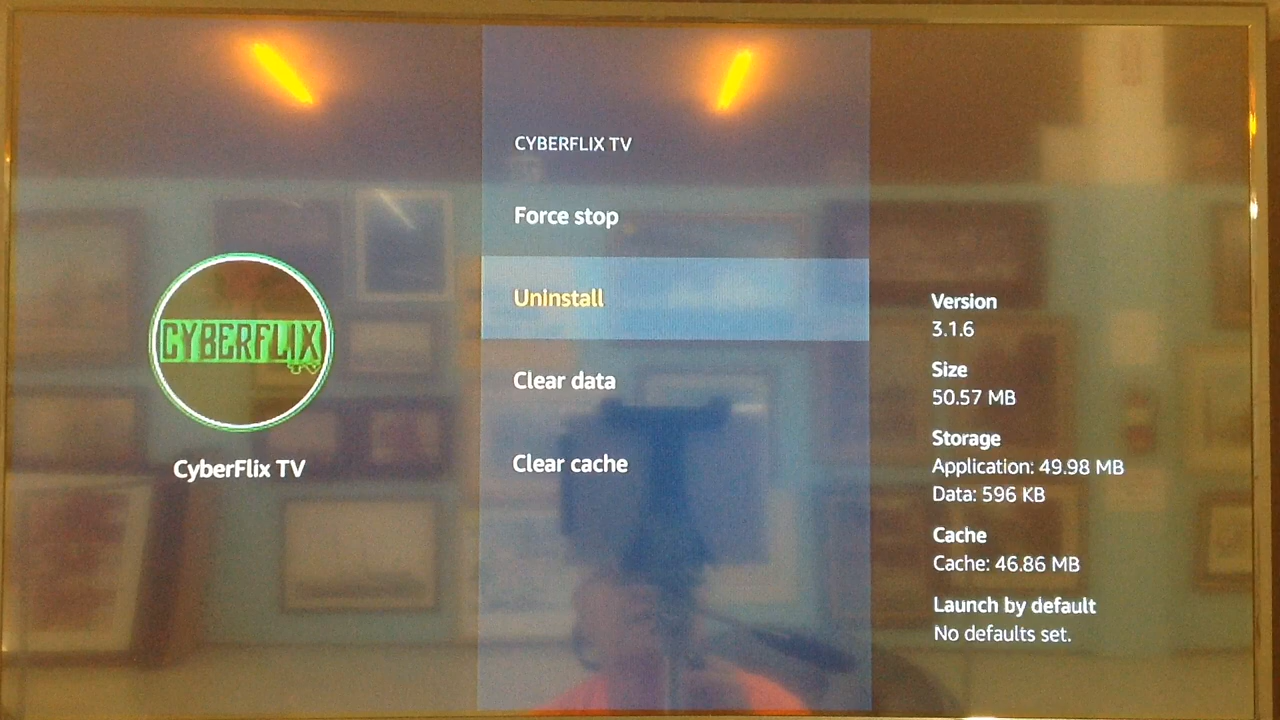 CYBERFLIX TV
Force stop
Uninstall
Clear data
Clear cache
CYBERFLIX
TV
CyberFlix TV
Version
3.1.6
Size
50.57 MB
Storage
Application: 49.98 MB
Data: 596 KB
Cache
Cache: 46.86 MB
Launch by default
No defaults set.